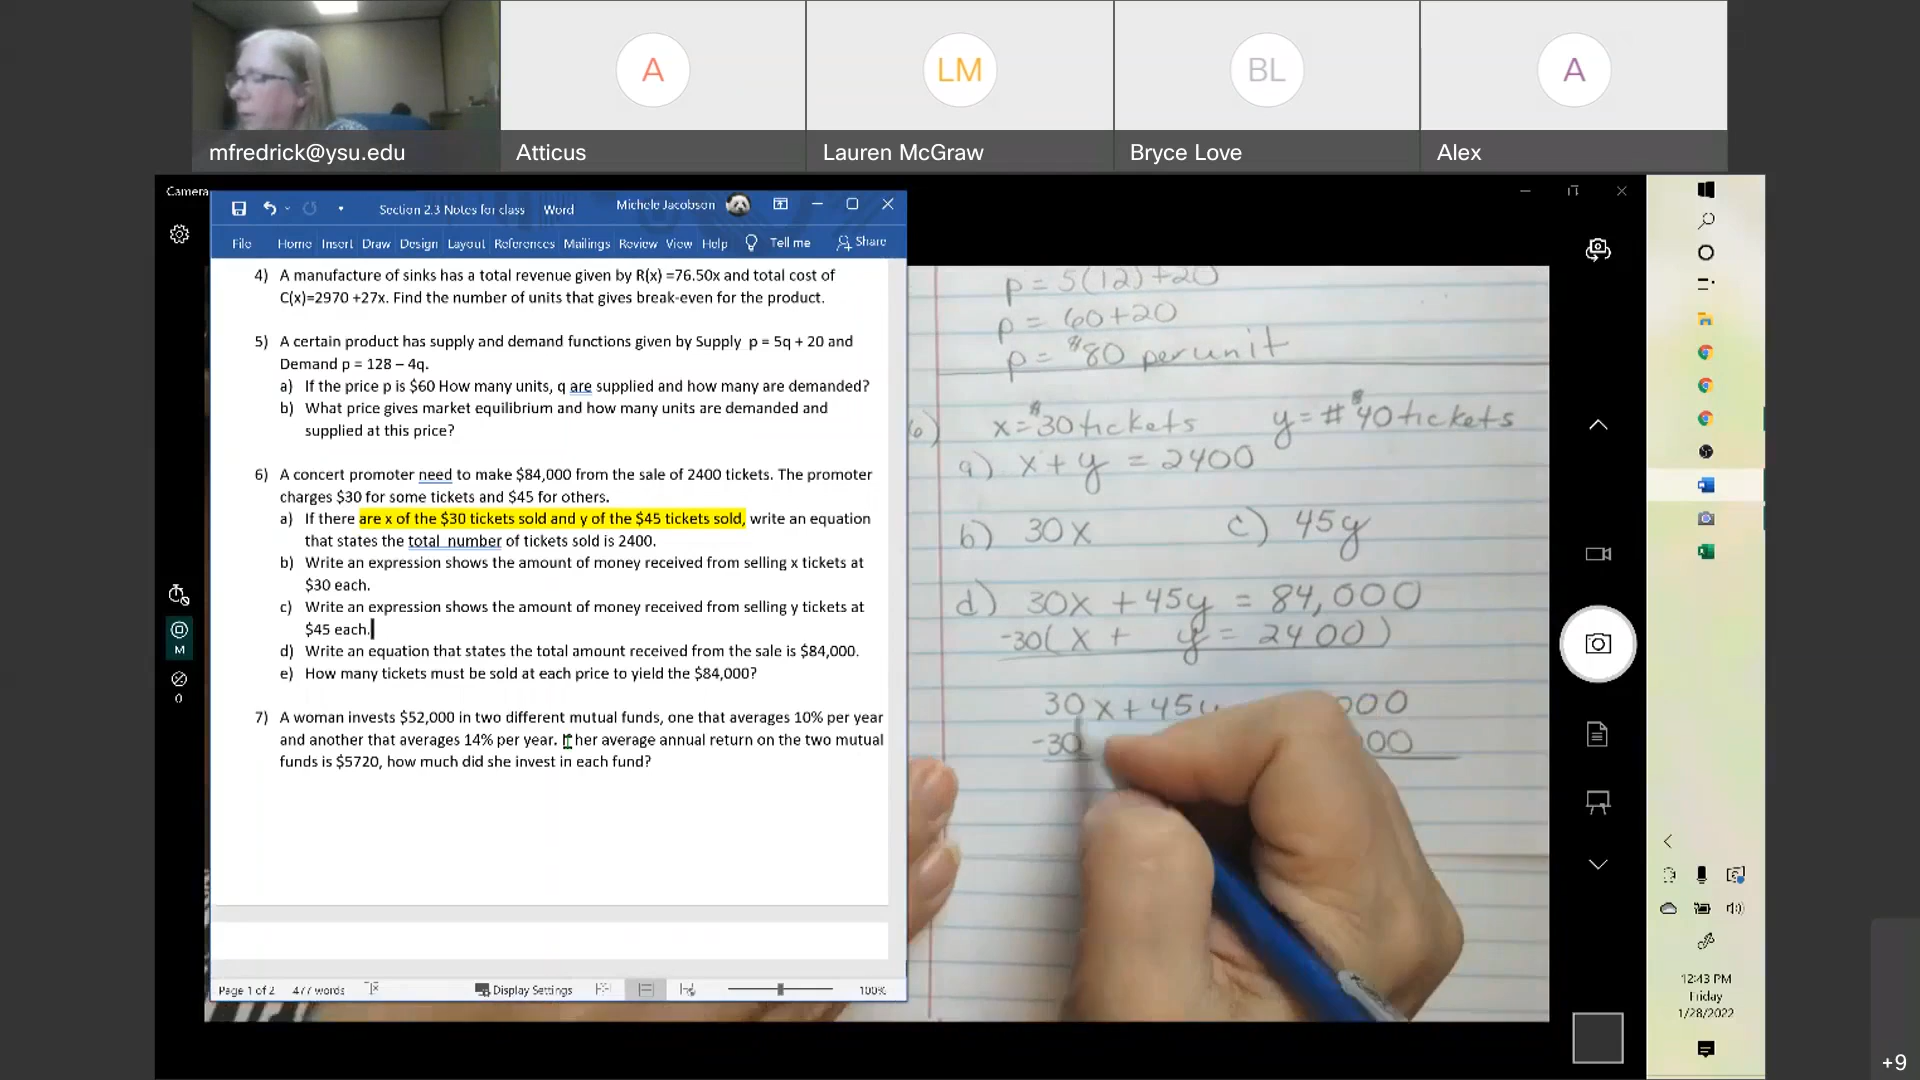 A
LM
BL
A
mfredrick@ysu.edu
Atticus
Lauren McGraw
Bryce Love
Alex
Camera
Section 2.3 Notes for class Word Michele Jacobson
File Home Insert Draw Design Layout References Mailings Review View Help Tell me Share
4) A manufacture of sinks has a total revenue given by R(x) =76.50x and total cost of
C(x)=2970 +27x. Find the number of units that gives break-even for the product.
5) A certain product has supply and demand functions given by Supply p = 5q + 20 and
Demand p = 128 – 4q.
a) If the price p is $60 How many units, q are supplied and how many are demanded?
b) What price gives market equilibrium and how many units are demanded and
supplied at this price?
6) A concert promoter need to make $84,000 from the sale of 2400 tickets. The promoter
charges $30 for some tickets and $45 for others.
a) If there are x of the $30 tickets sold and y of the $45 tickets sold, write an equation
that states the total number of tickets sold is 2400.
b) Write an expression shows the amount of money received from selling x tickets at
$30 each.
c) Write an expression shows the amount of money received from selling y tickets at
$45 each.
d) Write an equation that states the total amount received from the sale is $84,000.
e) How many tickets must be sold at each price to yield the $84,000?
7) A woman invests $52,000 in two different mutual funds, one that averages 10% per year
and another that averages 14% per year. If her average annual return on the two mutual
funds is $5720, how much did she invest in each fund?
Page 1 of 2 477 words Display Settings 100%
p = 5(12)+20
p = 60+20
p = $80 per unit
6) x= $30 tickets y= # $40 tickets
a) x+y = 2400
b) 30x c) 45y
d) 30x +45y = 84,000
-30( x + y = 2400)
30x + 45y 000
-30 00
M
0
12:43 PM
Friday
1/28/2022
+9